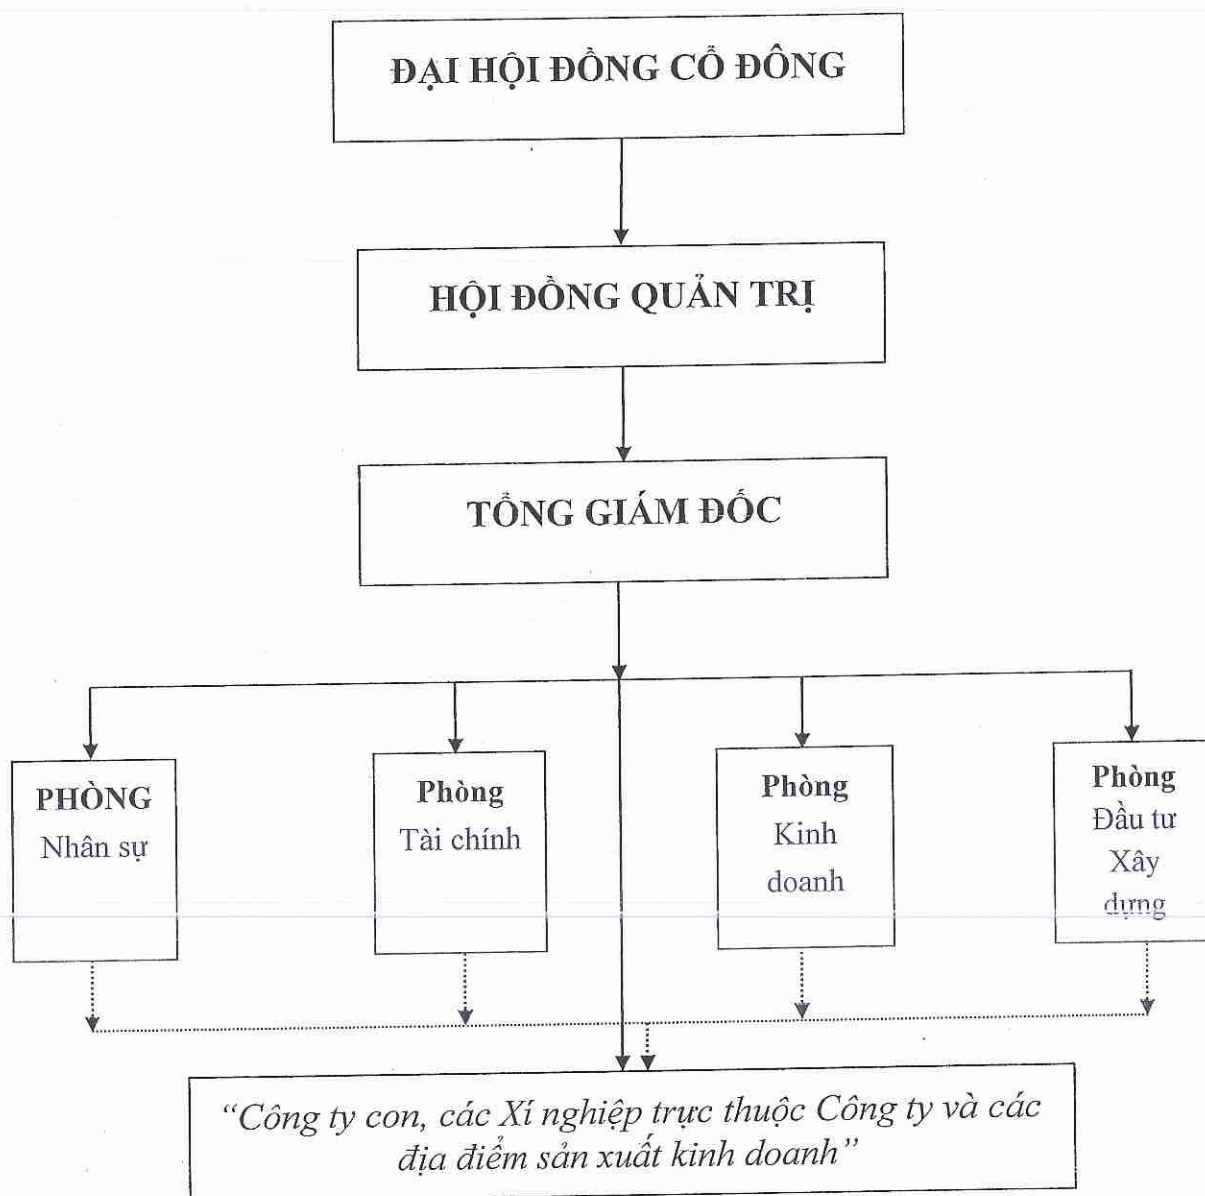 ĐẠI HỘI ĐỒNG CỔ ĐÔNG
HỘI ĐỒNG QUẢN TRỊ
TỔNG GIÁM ĐỐC
PHÒNG
Nhân sự
Phòng
Tài chính
Phòng
Kinh
doanh
Phòng
Đầu tư
Xây
dựng
“Công ty con, các Xí nghiệp trực thuộc Công ty và các
địa điểm sản xuất kinh doanh”